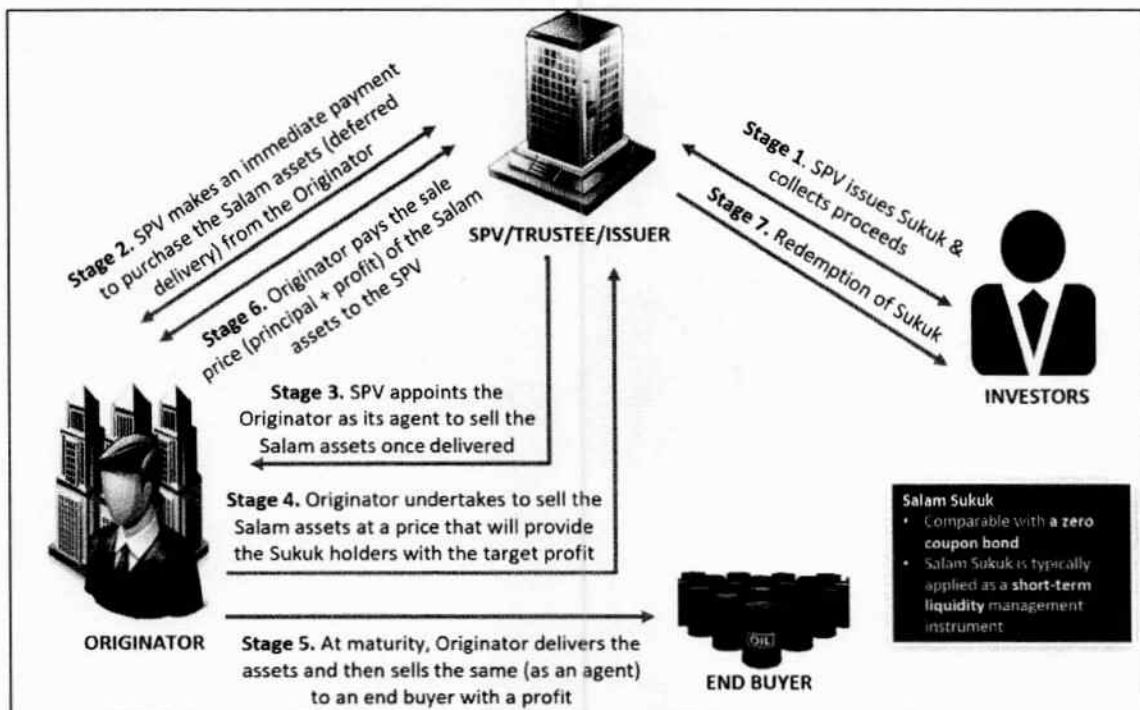 Stage 2. SPV makes an immediate payment
to purchase the Salam assets (deferred
delivery) from the Originator
Stage 6. Originator pays the sale
price (principal + profit) of the Salam
assets to the SPV
SPV/TRUSTEE/ISSUER
Stage 1. SPV issues Sukuk &
collects proceeds
Stage 7. Redemption of Sukuk
INVESTORS
Stage 3. SPV appoints the
Originator as its agent to sell the
Salam assets once delivered
Stage 4. Originator undertakes to sell the
Salam assets at a price that will provide
the Sukuk holders with the target profit
ORIGINATOR
Stage 5. At maturity, Originator delivers the
assets and then sells the same (as an agent)
to an end buyer with a profit
OIL
END BUYER
Salam Sukuk
• Comparable with a zero
coupon bond
• Salam Sukuk is typically
applied as a short-term
liquidity management
instrument